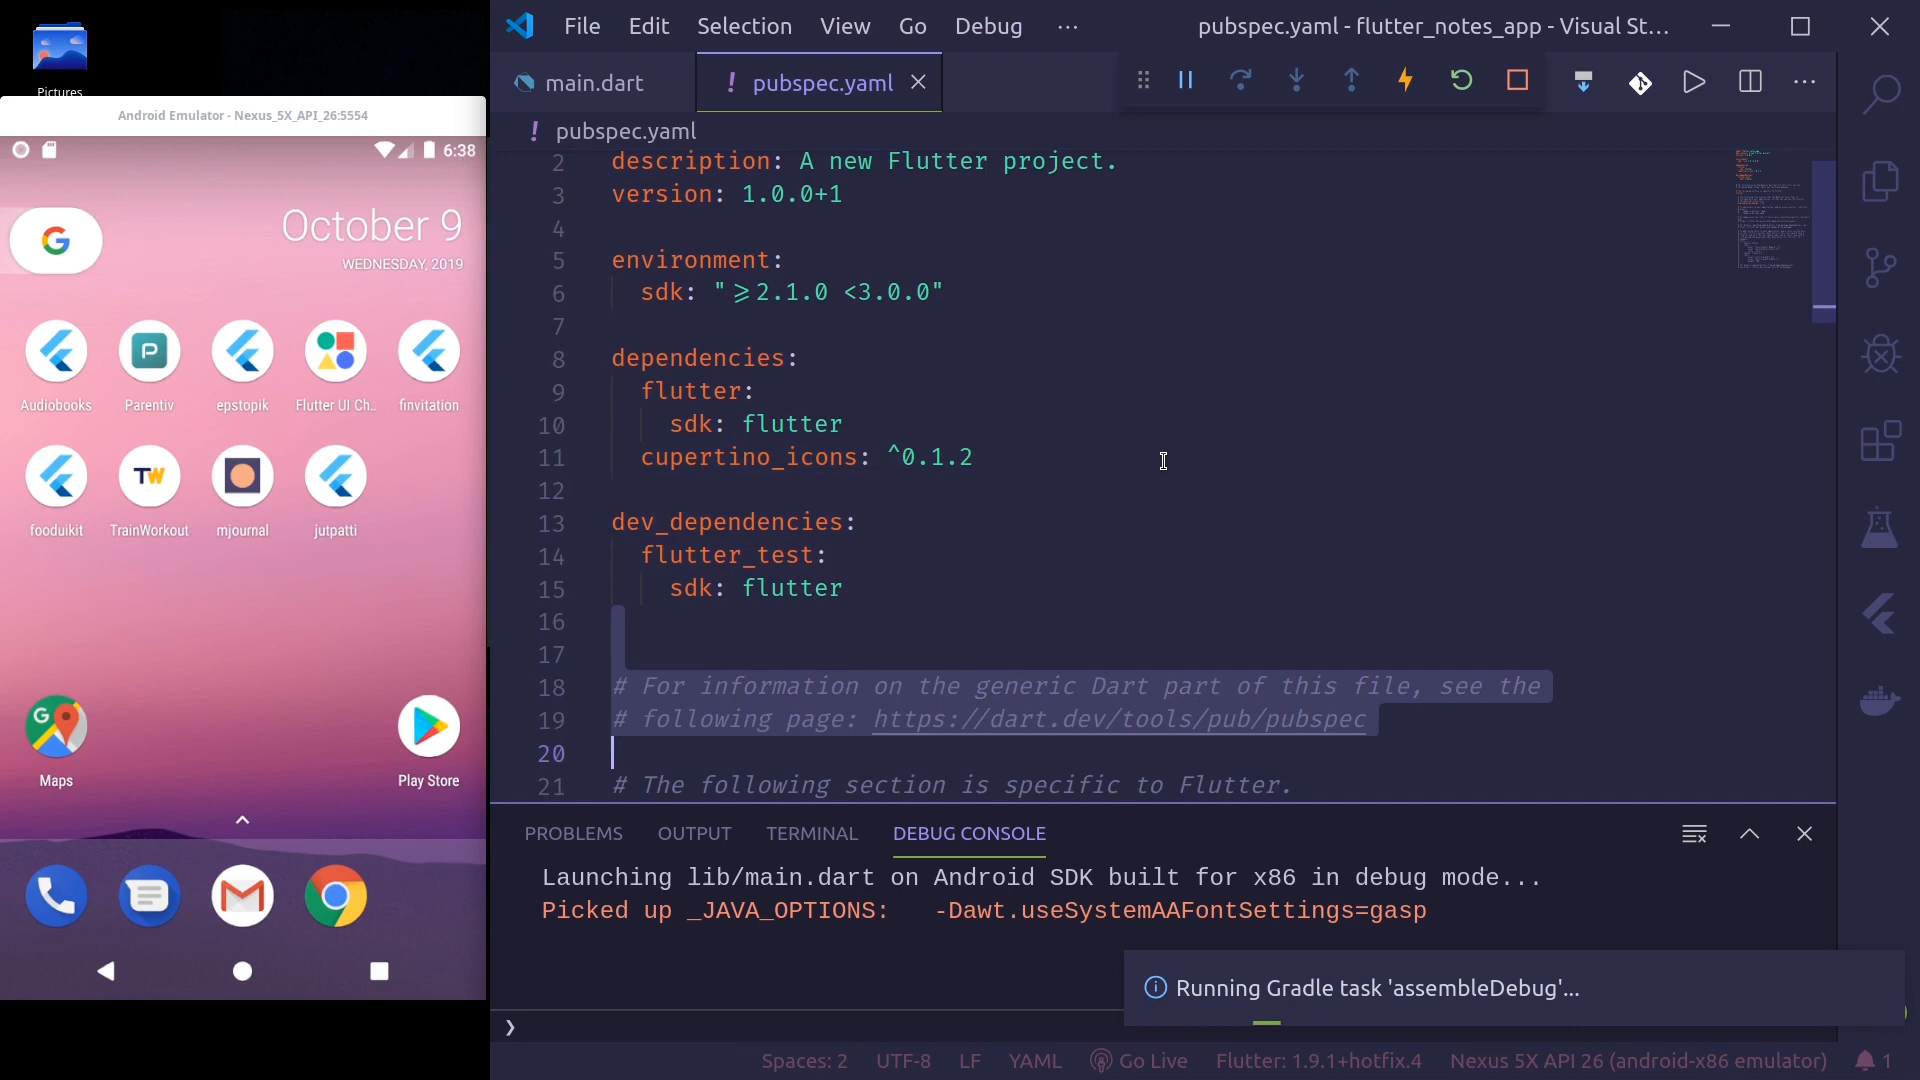 Pictures
Android Emulator - Nexus_5X_API_26:5554
6:38
G
October 9
WEDNESDAY, 2019
Audiobooks
Parentiv
epstopik
Flutter UI Ch..
finvitation
TW
fooduikit
TrainWorkout
mjournal
jutpatti
Maps
Play Store
File Edit Selection View Go Debug ···
pubspec.yaml - flutter_notes_app - Visual St...
main.dart
! pubspec.yaml
! pubspec.yaml
2 description: A new Flutter project.
3 version: 1.0.0+1
4
5 environment:
6 sdk: "⩾2.1.0 <3.0.0"
7
8 dependencies:
9 flutter:
10 sdk: flutter
11 cupertino_icons: ^0.1.2
12
13 dev_dependencies:
14 flutter_test:
15 sdk: flutter
16
17
18 # For information on the generic Dart part of this file, see the
19 # following page: https://dart.dev/tools/pub/pubspec
20
21 # The following section is specific to Flutter.
PROBLEMS OUTPUT TERMINAL DEBUG CONSOLE
Launching lib/main.dart on Android SDK built for x86 in debug mode...
Picked up _JAVA_OPTIONS: -Dawt.useSystemAAFontSettings=gasp
Running Gradle task 'assembleDebug'...
❯
Spaces: 2 UTF-8 LF YAML Go Live Flutter: 1.9.1+hotfix.4 Nexus 5X API 26 (android-x86 emulator) 1